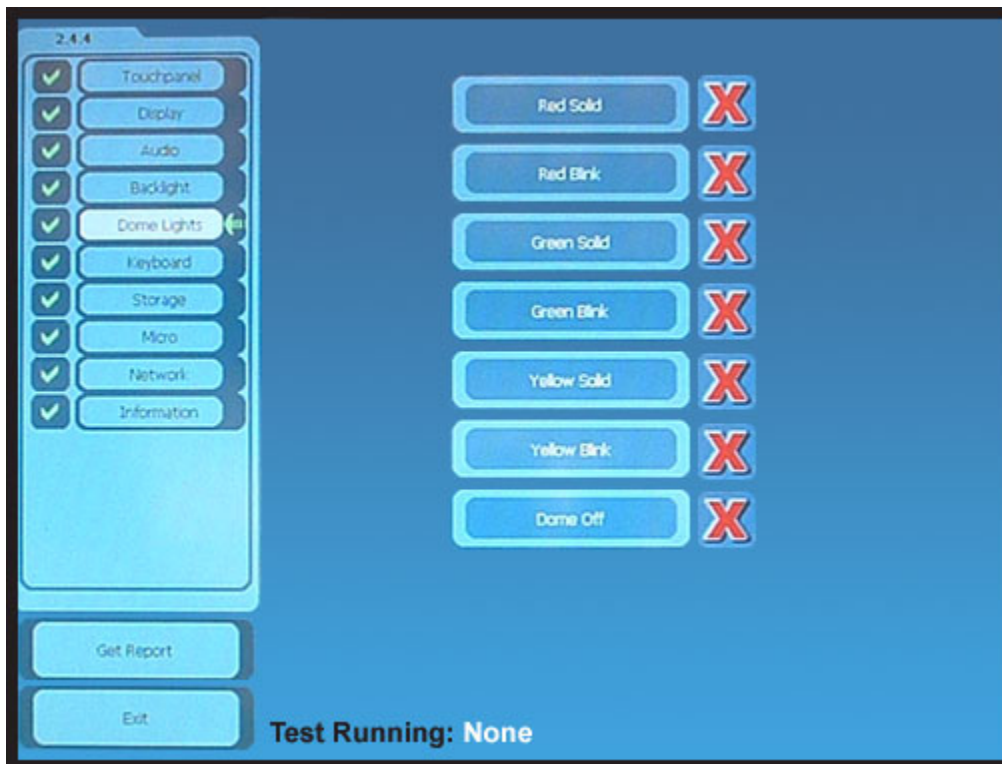 2.4.4
Touchpanel
Display
Audio
Backlight
Dome Lights
Keyboard
Storage
Micro
Network
Information
Get Report
Exit
Red Solid
Red Blink
Green Solid
Green Blink
Yellow Solid
Yellow Blink
Dome Off
Test Running: None